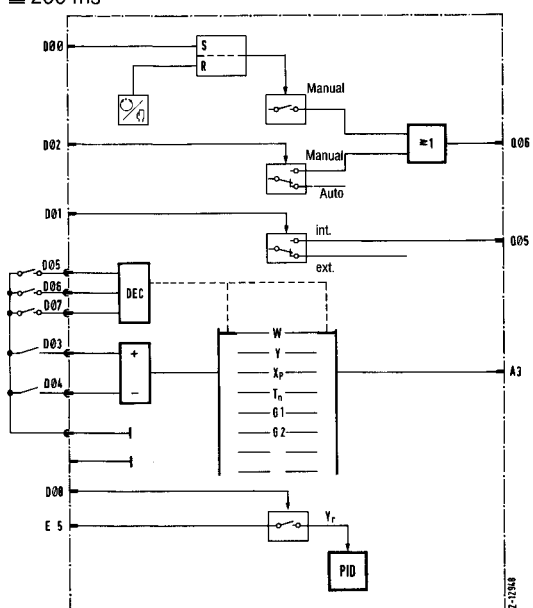 ≧ 200 ms
D00
S
R
Manual
D02
Manual
Auto
≥1
Q06
D01
int.
ext.
Q05
D05
D06
D07
DEC
D03
+
D04
−
W
Y
Xp
Tn
G1
G2
A3
D08
E 5
Yr
PID
Z-12948